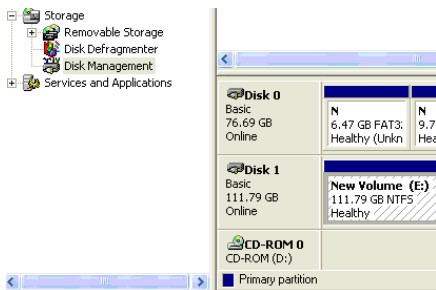 Storage
Removable Storage
Disk Defragmenter
Disk Management
Services and Applications
Disk 0
Basic
76.69 GB
Online
N
6.47 GB FAT3
Healthy (Unkn
N
9.7
Hea
Disk 1
Basic
111.79 GB
Online
New Volume (E:)
111.79 GB NTFS
Healthy
CD-ROM 0
CD-ROM (D:)
Primary partition